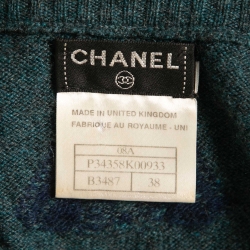 CHANEL
MADE IN UNITED KINGDOM
FABRIQUE AU ROYAUME - UNI
08A
P34358K00933
B3487 38